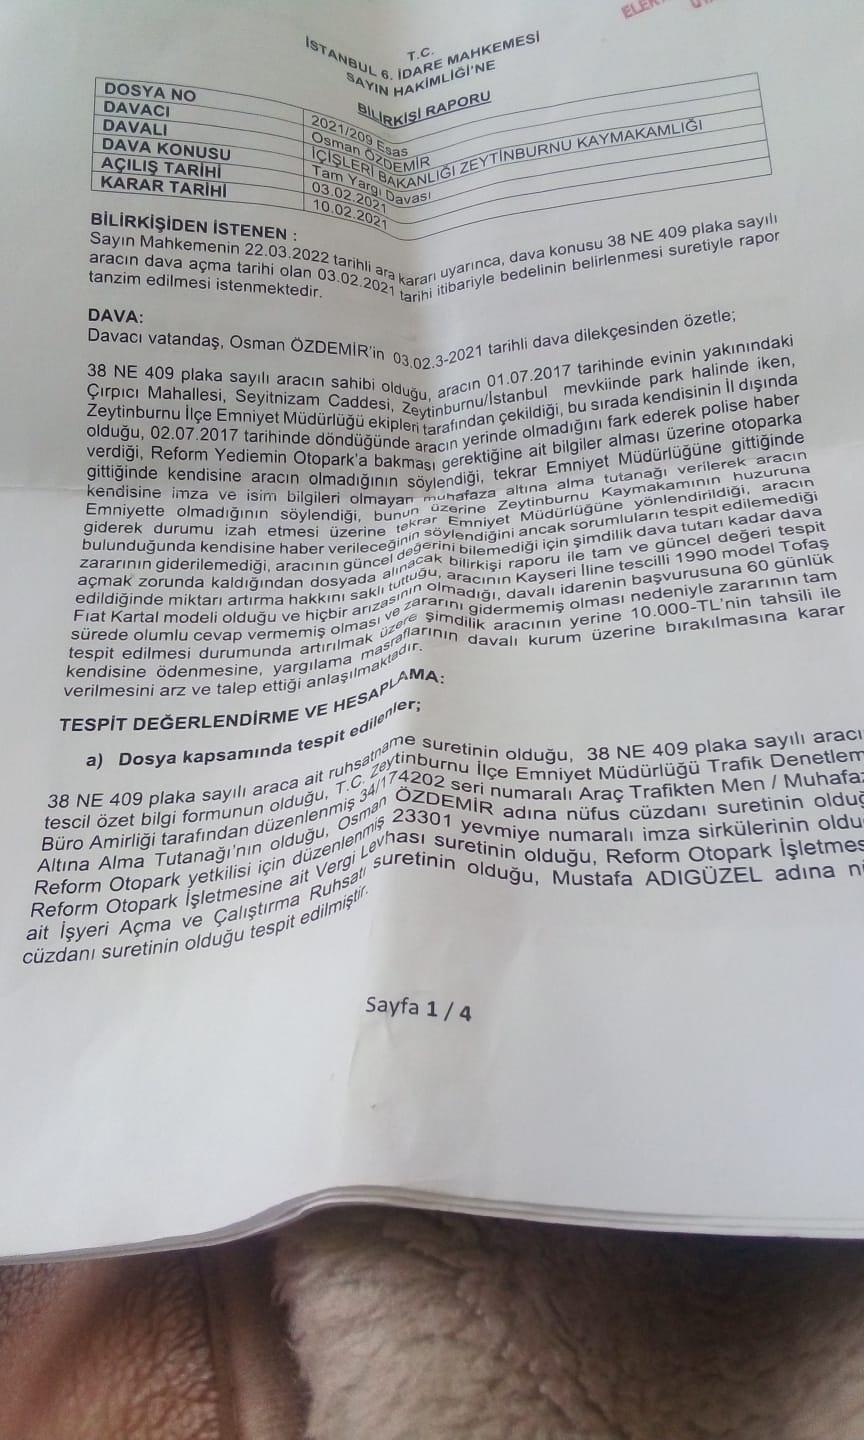 T.C.
İSTANBUL 6. İDARE MAHKEMESİ
SAYIN HAKİMLİĞİ'NE
BİLİRKİŞİ RAPORU
DOSYA NO 2021/209 Esas
DAVACI Osman ÖZDEMİR
DAVALI İÇİŞLERİ BAKANLIĞI ZEYTİNBURNU KAYMAKAMLIĞI
DAVA KONUSU Tam Yargı Davası
AÇILIŞ TARİHİ 03.02.2021
KARAR TARİHİ 10.02.2021
BİLİRKİŞİDEN İSTENEN :
Sayın Mahkemenin 22.03.2022 tarihli ara kararı uyarınca, dava konusu 38 NE 409 plaka sayılı
aracın dava açma tarihi olan 03.02.2021 tarihi itibariyle bedelinin belirlenmesi suretiyle rapor
tanzim edilmesi istenmektedir.
DAVA:
Davacı vatandaş, Osman ÖZDEMİR'in 03.02.3-2021 tarihli dava dilekçesinden özetle;
38 NE 409 plaka sayılı aracın sahibi olduğu, aracın 01.07.2017 tarihinde evinin yakınındaki
Çırpıcı Mahallesi, Seyitnizam Caddesi, Zeytinburnu/İstanbul mevkiinde park halinde iken,
Zeytinburnu İlçe Emniyet Müdürlüğü ekipleri tarafından çekildiği, bu sırada kendisinin İl dışında
olduğu, 02.07.2017 tarihinde döndüğünde aracın yerinde olmadığını fark ederek polise haber
verdiği, Reform Yediemin Otopark'a bakması gerektiğine ait bilgiler alması üzerine otoparka
gittiğinde kendisine aracın olmadığının söylendiği, tekrar Emniyet Müdürlüğüne gittiğinde
kendisine imza ve isim bilgileri olmayan muhafaza altına alma tutanağı verilerek aracın
Emniyette olmadığının söylendiği, bunun üzerine Zeytinburnu Kaymakamının huzuruna
giderek durumu izah etmesi üzerine tekrar Emniyet Müdürlüğüne yönlendirildiği, aracın
bulunduğunda kendisine haber verileceğinin söylendiğini ancak sorumluların tespit edilemediği
zararının giderilemediği, aracının güncel değerini bilemediği için şimdilik dava tutarı kadar dava
açmak zorunda kaldığından dosyada alınacak bilirkişi raporu ile tam ve güncel değeri tespit
edildiğinde miktarı artırma hakkını saklı tuttuğu, aracının Kayseri İline tescilli 1990 model Tofaş
Fıat Kartal modeli olduğu ve hiçbir arızasının olmadığı, davalı idarenin başvurusuna 60 günlük
sürede olumlu cevap vermemiş olması ve zararını gidermemiş olması nedeniyle zararının tam
tespit edilmesi durumunda artırılmak üzere şimdilik aracının yerine 10.000-TL'nin tahsili ile
kendisine ödenmesine, yargılama masraflarının davalı kurum üzerine bırakılmasına karar
verilmesini arz ve talep ettiği anlaşılmaktadır.
TESPİT DEĞERLENDİRME VE HESAPLAMA:
a) Dosya kapsamında tespit edilenler;
38 NE 409 plaka sayılı araca ait ruhsatname suretinin olduğu, 38 NE 409 plaka sayılı aracı
tescil özet bilgi formunun olduğu, T.C. Zeytinburnu İlçe Emniyet Müdürlüğü Trafik Denetlem
Büro Amirliği tarafından düzenlenmiş 34/174202 seri numaralı Araç Trafikten Men / Muhafa
Altına Alma Tutanağı'nın olduğu, Osman ÖZDEMİR adına nüfus cüzdanı suretinin olduğ
Reform Otopark yetkilisi için düzenlenmiş 23301 yevmiye numaralı imza sirkülerinin oldu
Reform Otopark İşletmesine ait Vergi Levhası suretinin olduğu, Reform Otopark İşletmes
ait İşyeri Açma ve Çalıştırma Ruhsatı suretinin olduğu, Mustafa ADIGÜZEL adına n
cüzdanı suretinin olduğu tespit edilmiştir.
Sayfa 1 / 4